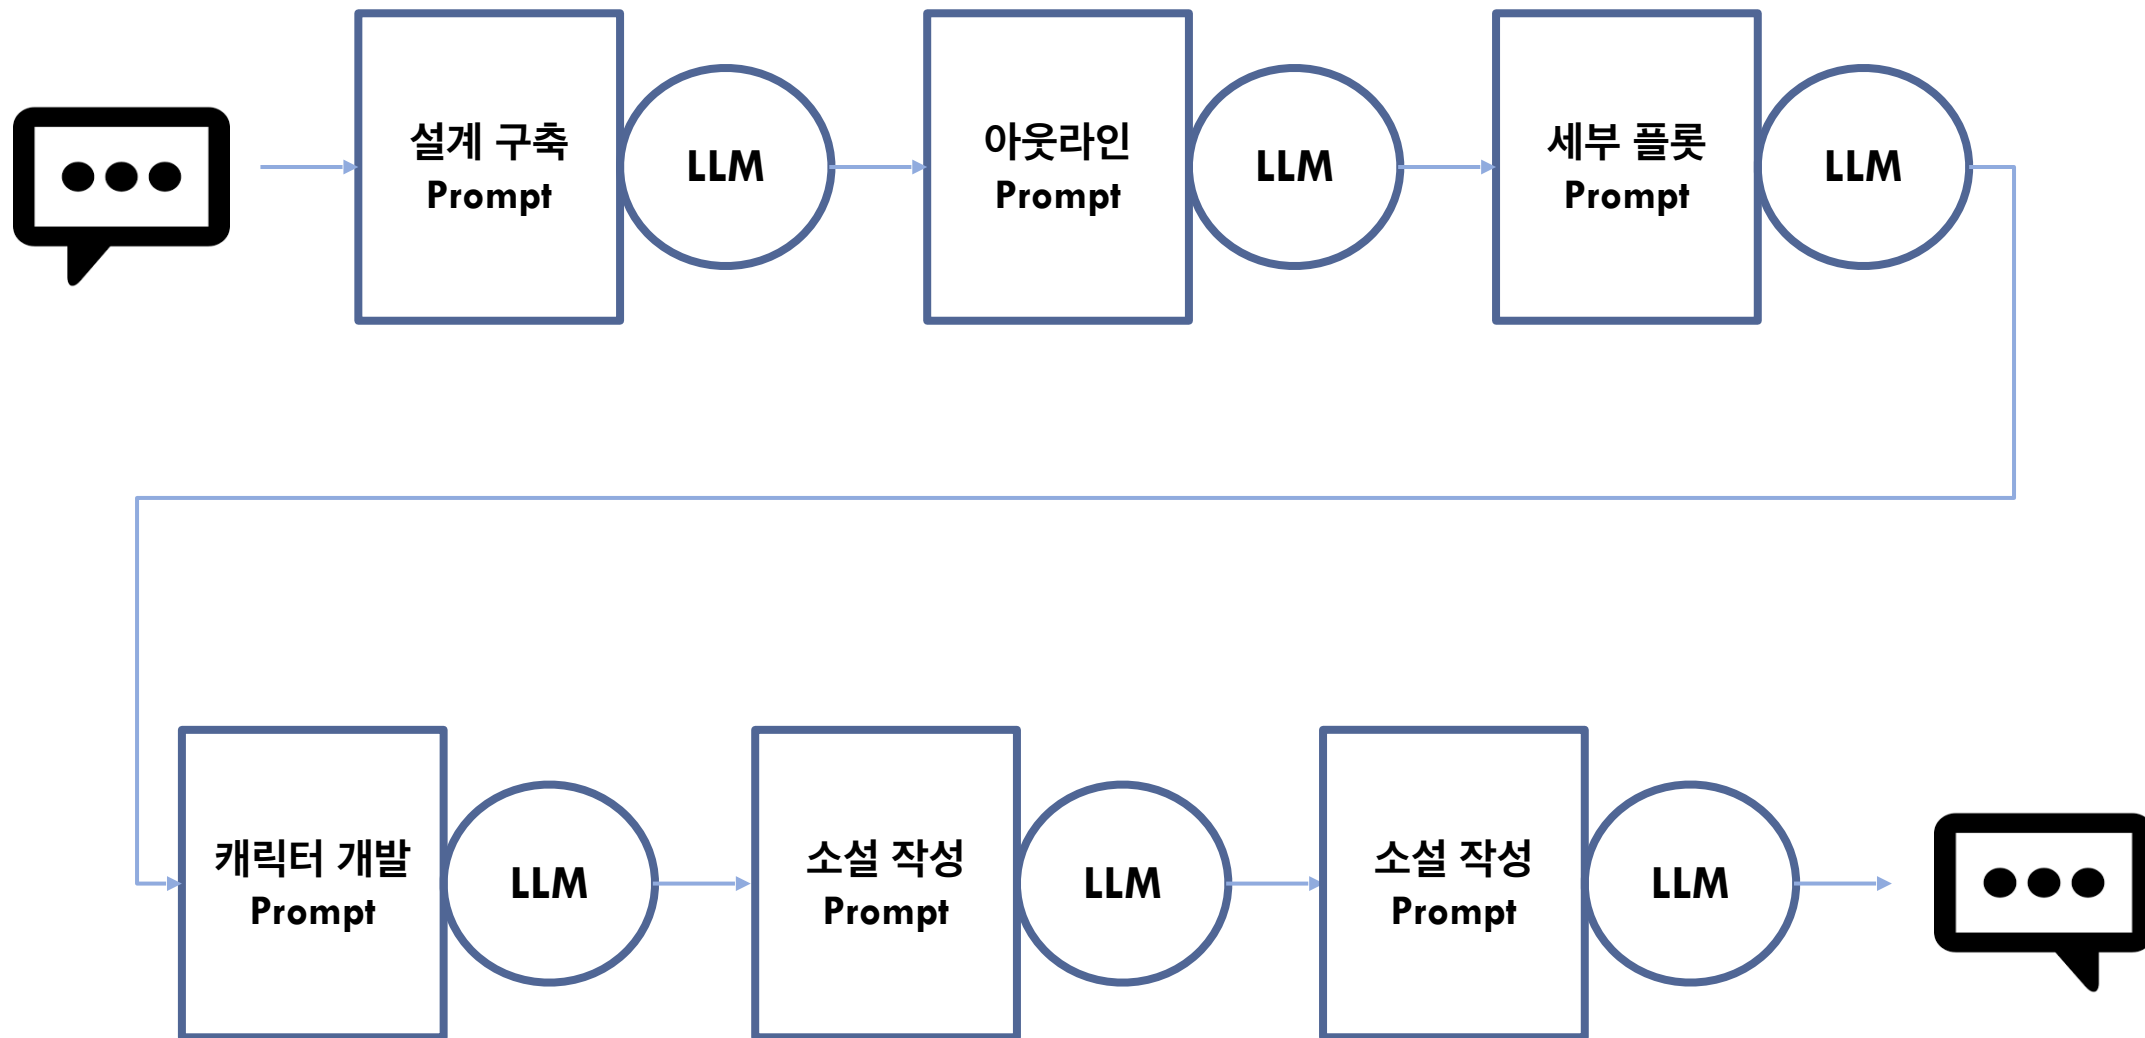 설계 구축
Prompt
LLM
아웃라인
Prompt
LLM
세부 플롯
Prompt
LLM
캐릭터 개발
Prompt
LLM
소설 작성
Prompt
LLM
소설 작성
Prompt
LLM